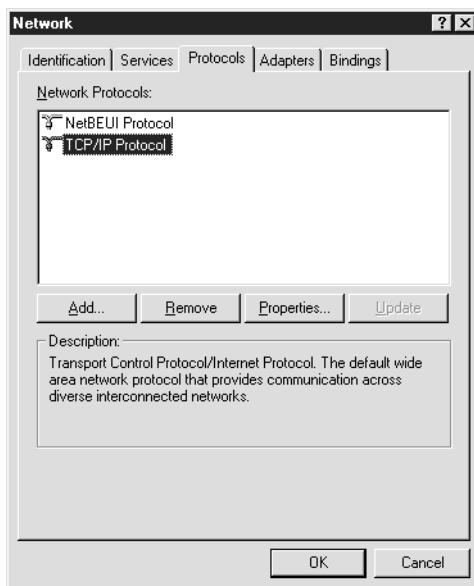 Network
? ×
Identification Services Protocols Adapters Bindings
Network Protocols:
NetBEUI Protocol
TCP/IP Protocol
Add... Remove Properties... Update
Description:
Transport Control Protocol/Internet Protocol. The default wide
area network protocol that provides communication across
diverse interconnected networks.
OK Cancel